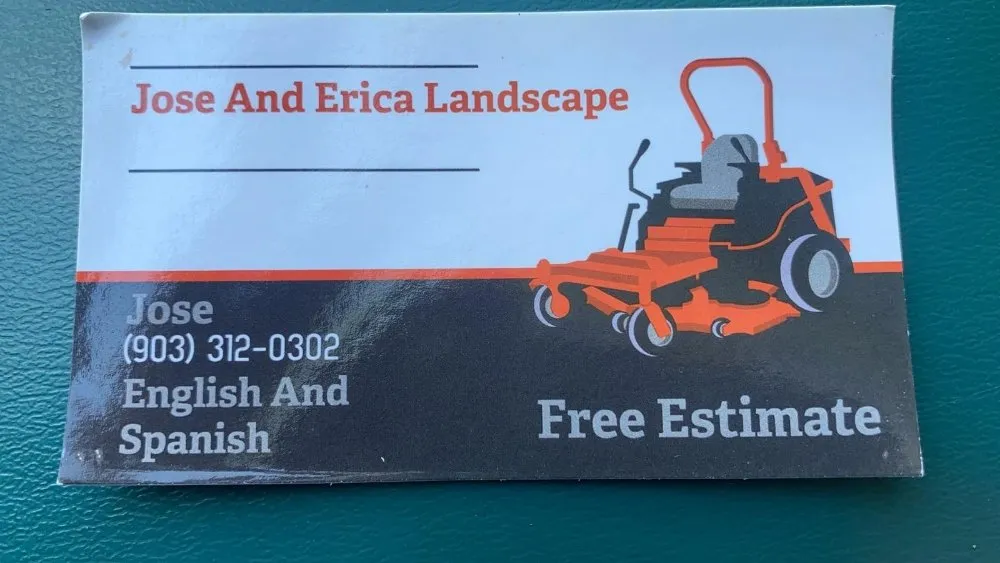 Jose And Erica Landscape
Jose
(903) 312-0302
English And
Spanish
Free Estimate